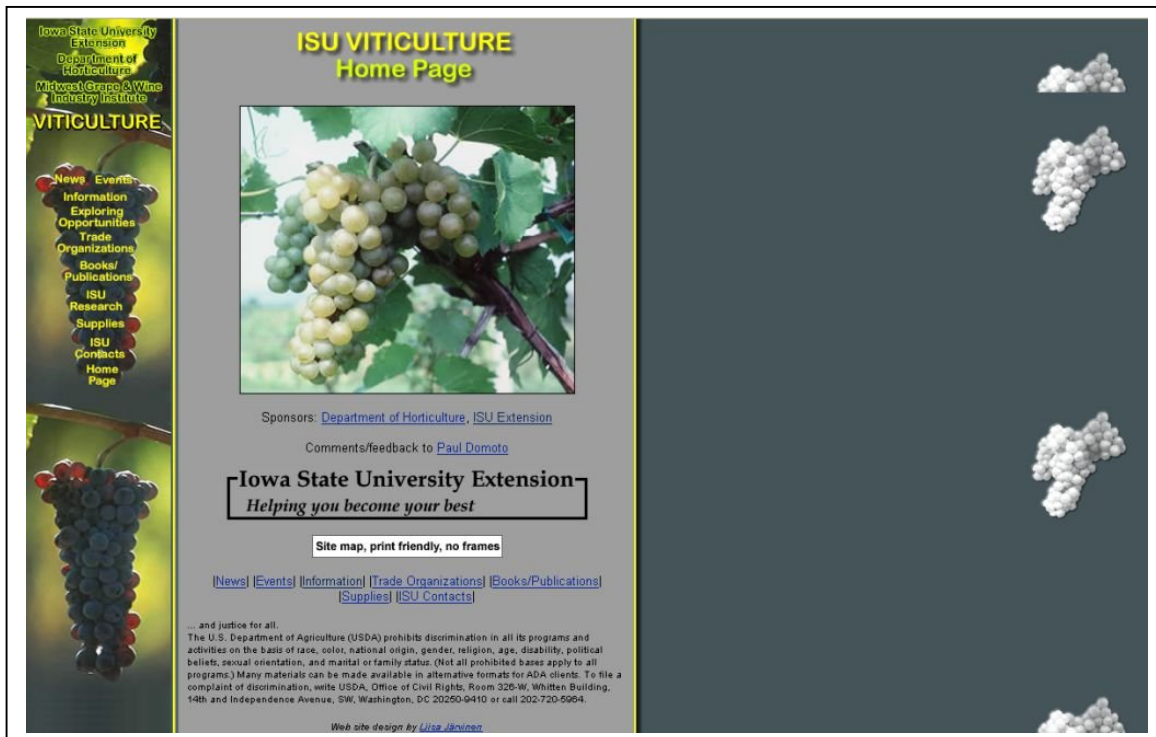 Iowa State University
Extension
Department of
Horticulture
Midwest Grape & Wine
Industry Institute
VITICULTURE
News Events
Information
Exploring
Opportunities
Trade
Organizations
Books/
Publications
ISU
Research
Supplies
ISU
Contacts
Home
Page
ISU VITICULTURE
Home Page
Sponsors: Department of Horticulture, ISU Extension
Comments/feedback to Paul Domoto
Iowa State University Extension
Helping you become your best
Site map, print friendly, no frames
|News| |Events| |Information| |Trade Organizations| |Books/Publications|
|Supplies| |ISU Contacts|
... and justice for all.
The U.S. Department of Agriculture (USDA) prohibits discrimination in all its programs and
activities on the basis of race, color, national origin, gender, religion, age, disability, political
beliefs, sexual orientation, and marital or family status. (Not all prohibited bases apply to all
programs.) Many materials can be made available in alternative formats for ADA clients. To file a
complaint of discrimination, write USDA, Office of Civil Rights, Room 326-W, Whitten Building,
14th and Independence Avenue, SW, Washington, DC 20250-9410 or call 202-720-5964.
Web site design by Liisa Järvinen